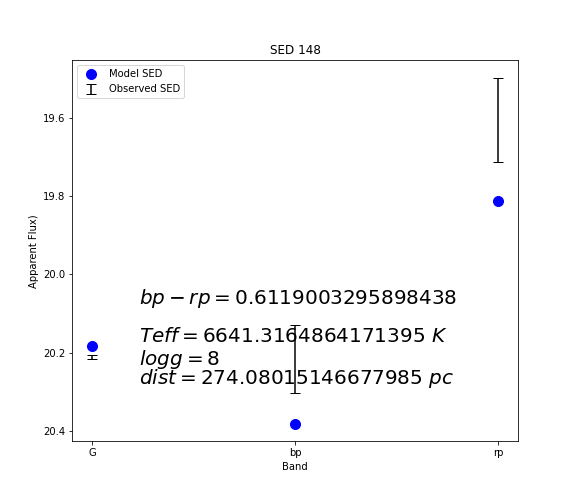 SED 148
Model SED
Observed SED
19.6
19.8
20.0
20.2
20.4
Apparent Flux)
bp − rp = 0.6119003295898438
Teff = 6641.3164864171395 K
logg = 8
dist = 274.08015146677985 pc
G bp rp
Band